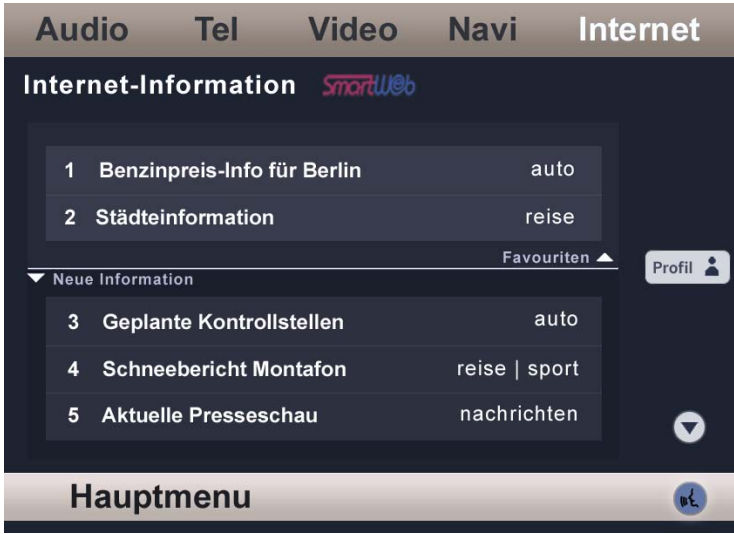 Audio Tel Video Navi Internet
Internet-Information SmartWeb
1 Benzinpreis-Info für Berlin auto
2 Städteinformation reise
Favouriten
Neue Information
Profil
3 Geplante Kontrollstellen auto
4 Schneebericht Montafon reise | sport
5 Aktuelle Presseschau nachrichten
Hauptmenu